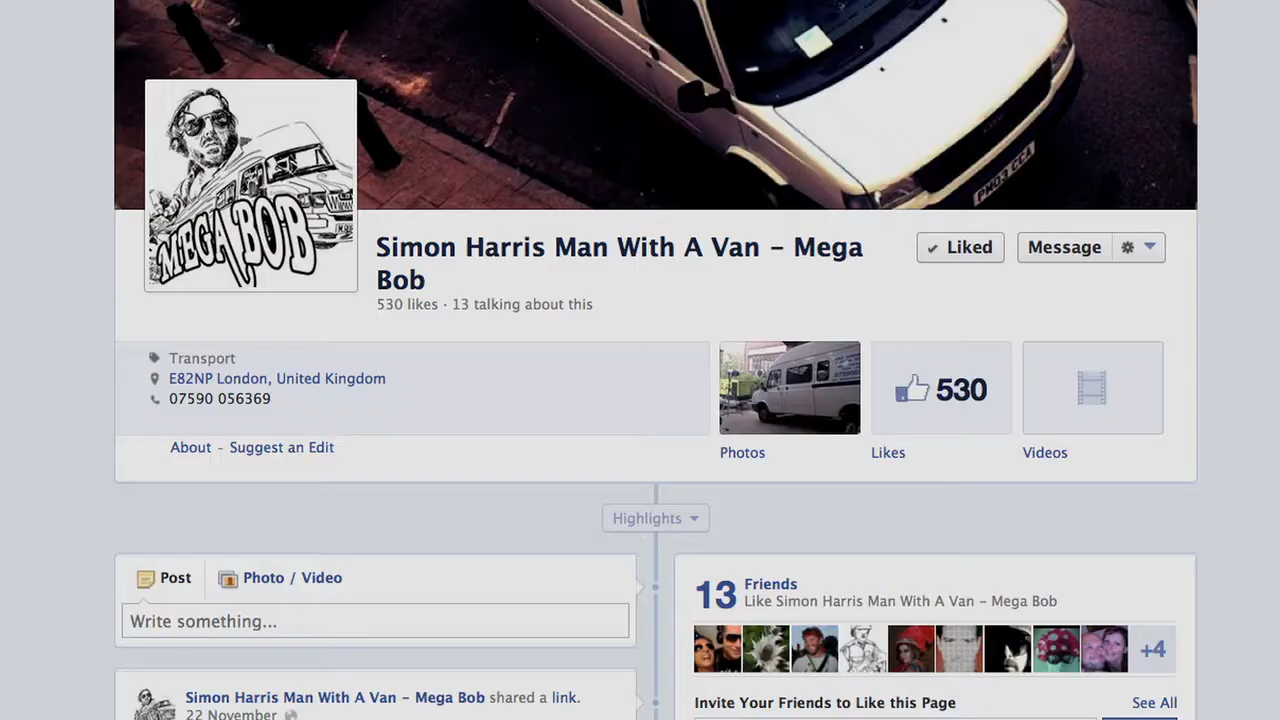 PH03 CCA
MEGA BOB
Simon Harris Man With A Van – Mega
Bob
530 likes · 13 talking about this
✔ Liked
Message
Transport
E82NP London, United Kingdom
07590 056369
About – Suggest an Edit
530
Photos
Likes
Videos
Highlights
Post
Photo / Video
Write something...
13 Friends
Like Simon Harris Man With A Van – Mega Bob
+4
Invite Your Friends to Like this Page
See All
Simon Harris Man With A Van – Mega Bob shared a link.
22 November